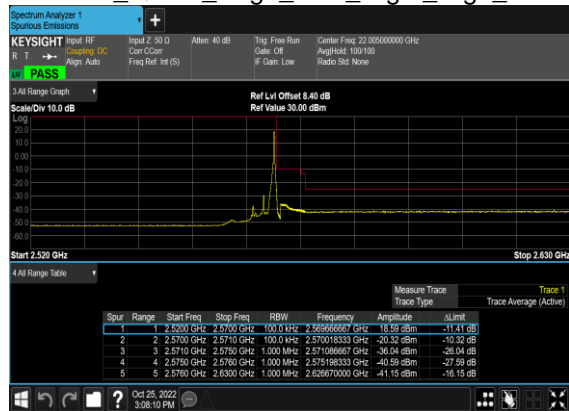 Spectrum Analyzer 1
Spurious Emissions
+
KEYSIGHT Input: RF Input Z: 50 Ω Atten: 40 dB Trig: Free Run Center Freq: 22.005000000 GHz
R T Coupling: DC Corr CCorr Gate: Off Avg|Hold: 100/100
Align: Auto Freq Ref: Int (S) IF Gain: Low Radio Std: None
PASS
3 All Range Graph
Ref Lvl Offset 8.40 dB
Scale/Div 10.0 dB Ref Value 30.00 dBm
Log
20.0
10.0
0.00
-10.0
-20.0
-30.0
-40.0
-50.0
-60.0
Start 2.520 GHz Stop 2.630 GHz
4 All Range Table
Measure Trace Trace 1
Trace Type Trace Average (Active)
Spur Range Start Freq Stop Freq RBW Frequency Amplitude ΔLimit
1 1 2.5200 GHz 2.5700 GHz 100.0 kHz 2.569666667 GHz 18.59 dBm -11.41 dB
2 2 2.5700 GHz 2.5710 GHz 100.0 kHz 2.570018333 GHz -20.32 dBm -10.32 dB
3 3 2.5710 GHz 2.5750 GHz 1.000 MHz 2.571086667 GHz -36.04 dBm -26.04 dB
4 4 2.5750 GHz 2.5760 GHz 1.000 MHz 2.575198333 GHz -40.59 dBm -27.59 dB
5 5 2.5760 GHz 2.6300 GHz 1.000 MHz 2.626670000 GHz -41.15 dBm -16.15 dB
? Oct 25, 2022
3:08:10 PM